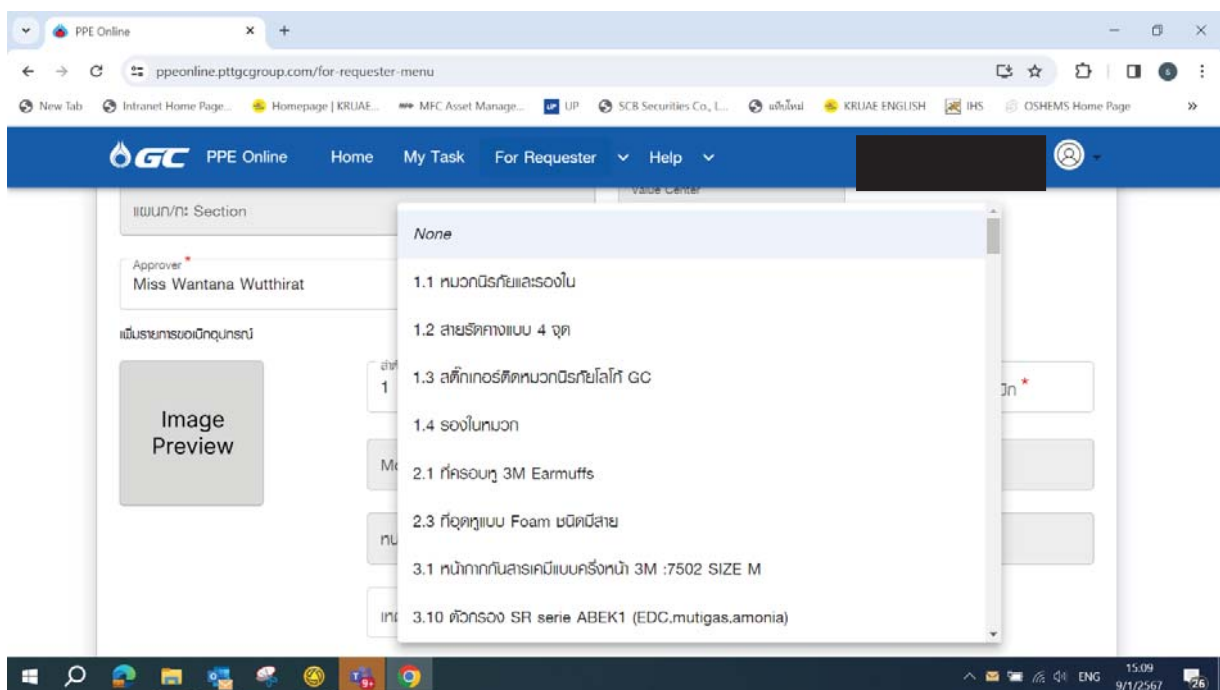 PPE Online
ppeonline.pttgcgroup.com/for-requester-menu
New Tab Intranet Home Page... Homepage | KRUAE... MFC Asset Manage... UP UP SCB Securities Co., L... แท็บใหม่ KRUAE ENGLISH IHS OSHEMS Home Page »
GC PPE Online Home My Task For Requester Help
Value Center
แผนก/กะ Section
None
Approver *
Miss Wantana Wutthirat
1.1 หมวกนิรภัยและรองใน
เพิ่มรายการขอเบิกอุปกรณ์
1.2 สายรัดคางแบบ 4 จุด
1
1.3 สติ๊กเกอร์ติดหมวกนิรภัยโลโก้ GC
*
Image
Preview
1.4 รองในหมวก
2.1 ที่ครอบหู 3M Earmuffs
2.3 ที่อุดหูแบบ Foam ชนิดมีสาย
3.1 หน้ากากกันสารเคมีแบบครึ่งหน้า 3M :7502 SIZE M
3.10 ตัวกรอง SR serie ABEK1 (EDC,mutigas,amonia)
ENG
15:09
9/1/2567
26